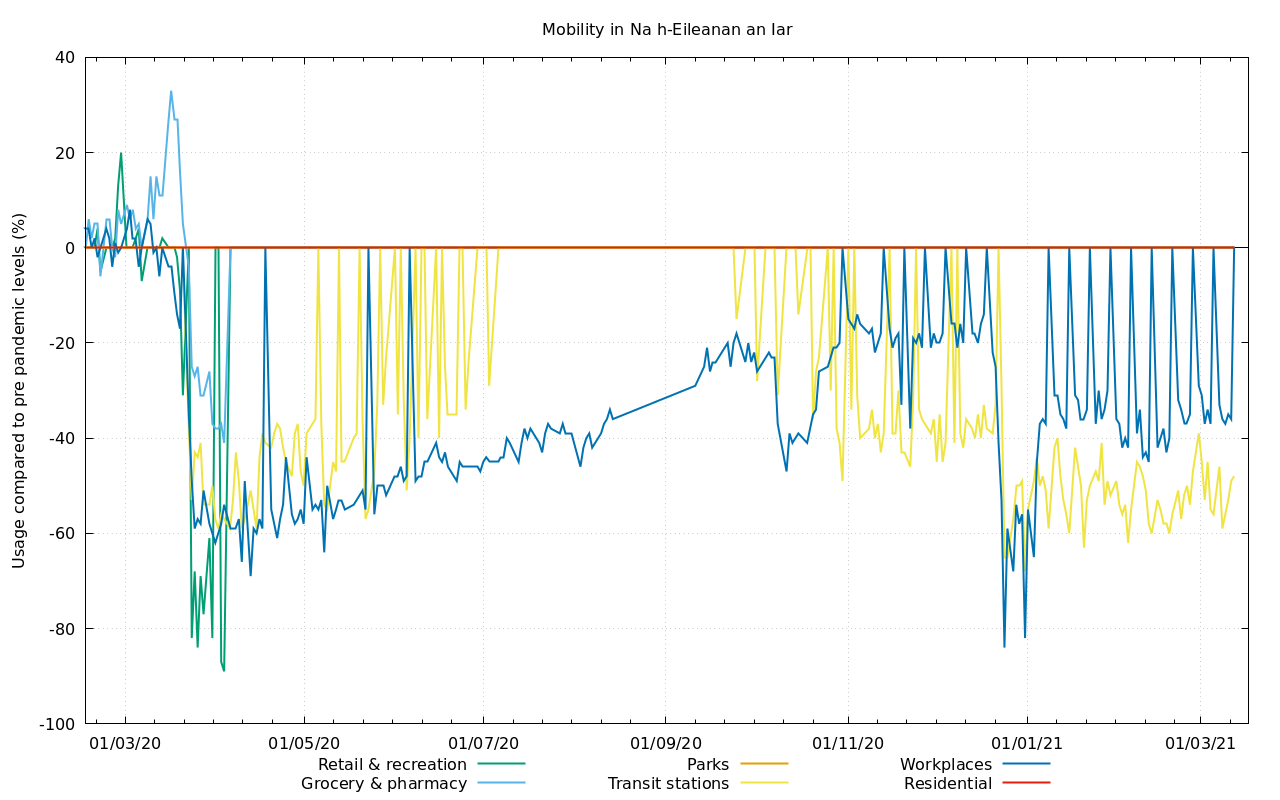 Mobility in Na h-Eileanan an Iar
Usage compared to pre pandemic levels (%)
40
20
0
-20
-40
-60
-80
-100
01/03/20 01/05/20 01/07/20 01/09/20 01/11/20 01/01/21 01/03/21
Retail & recreation Parks Workplaces
Grocery & pharmacy Transit stations Residential